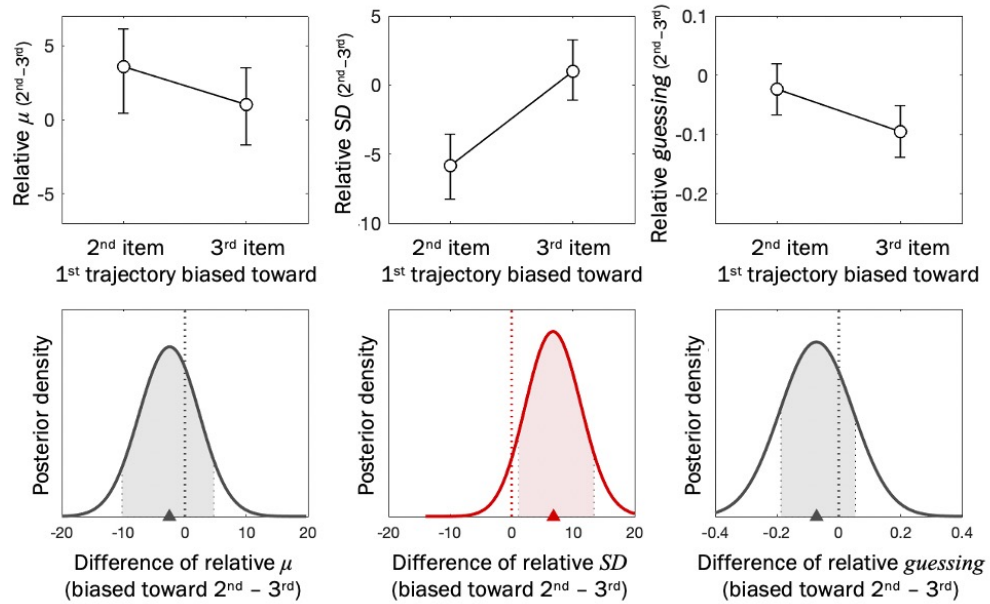 Relative μ (2nd–3rd)
5
0
-5
2nd item
3rd item
1st trajectory biased toward
Relative SD (2nd–3rd)
5
0
-5
-10
2nd item
3rd item
1st trajectory biased toward
Relative guessing (2nd–3rd)
0.1
0
-0.1
-0.2
2nd item
3rd item
1st trajectory biased toward
Posterior density
-20
-10
0
10
20
Difference of relative μ
(biased toward 2nd – 3rd)
Posterior density
-20
-10
0
10
20
Difference of relative SD
(biased toward 2nd – 3rd)
Posterior density
-0.4
-0.2
0
0.2
0.4
Difference of relative guessing
(biased toward 2nd – 3rd)